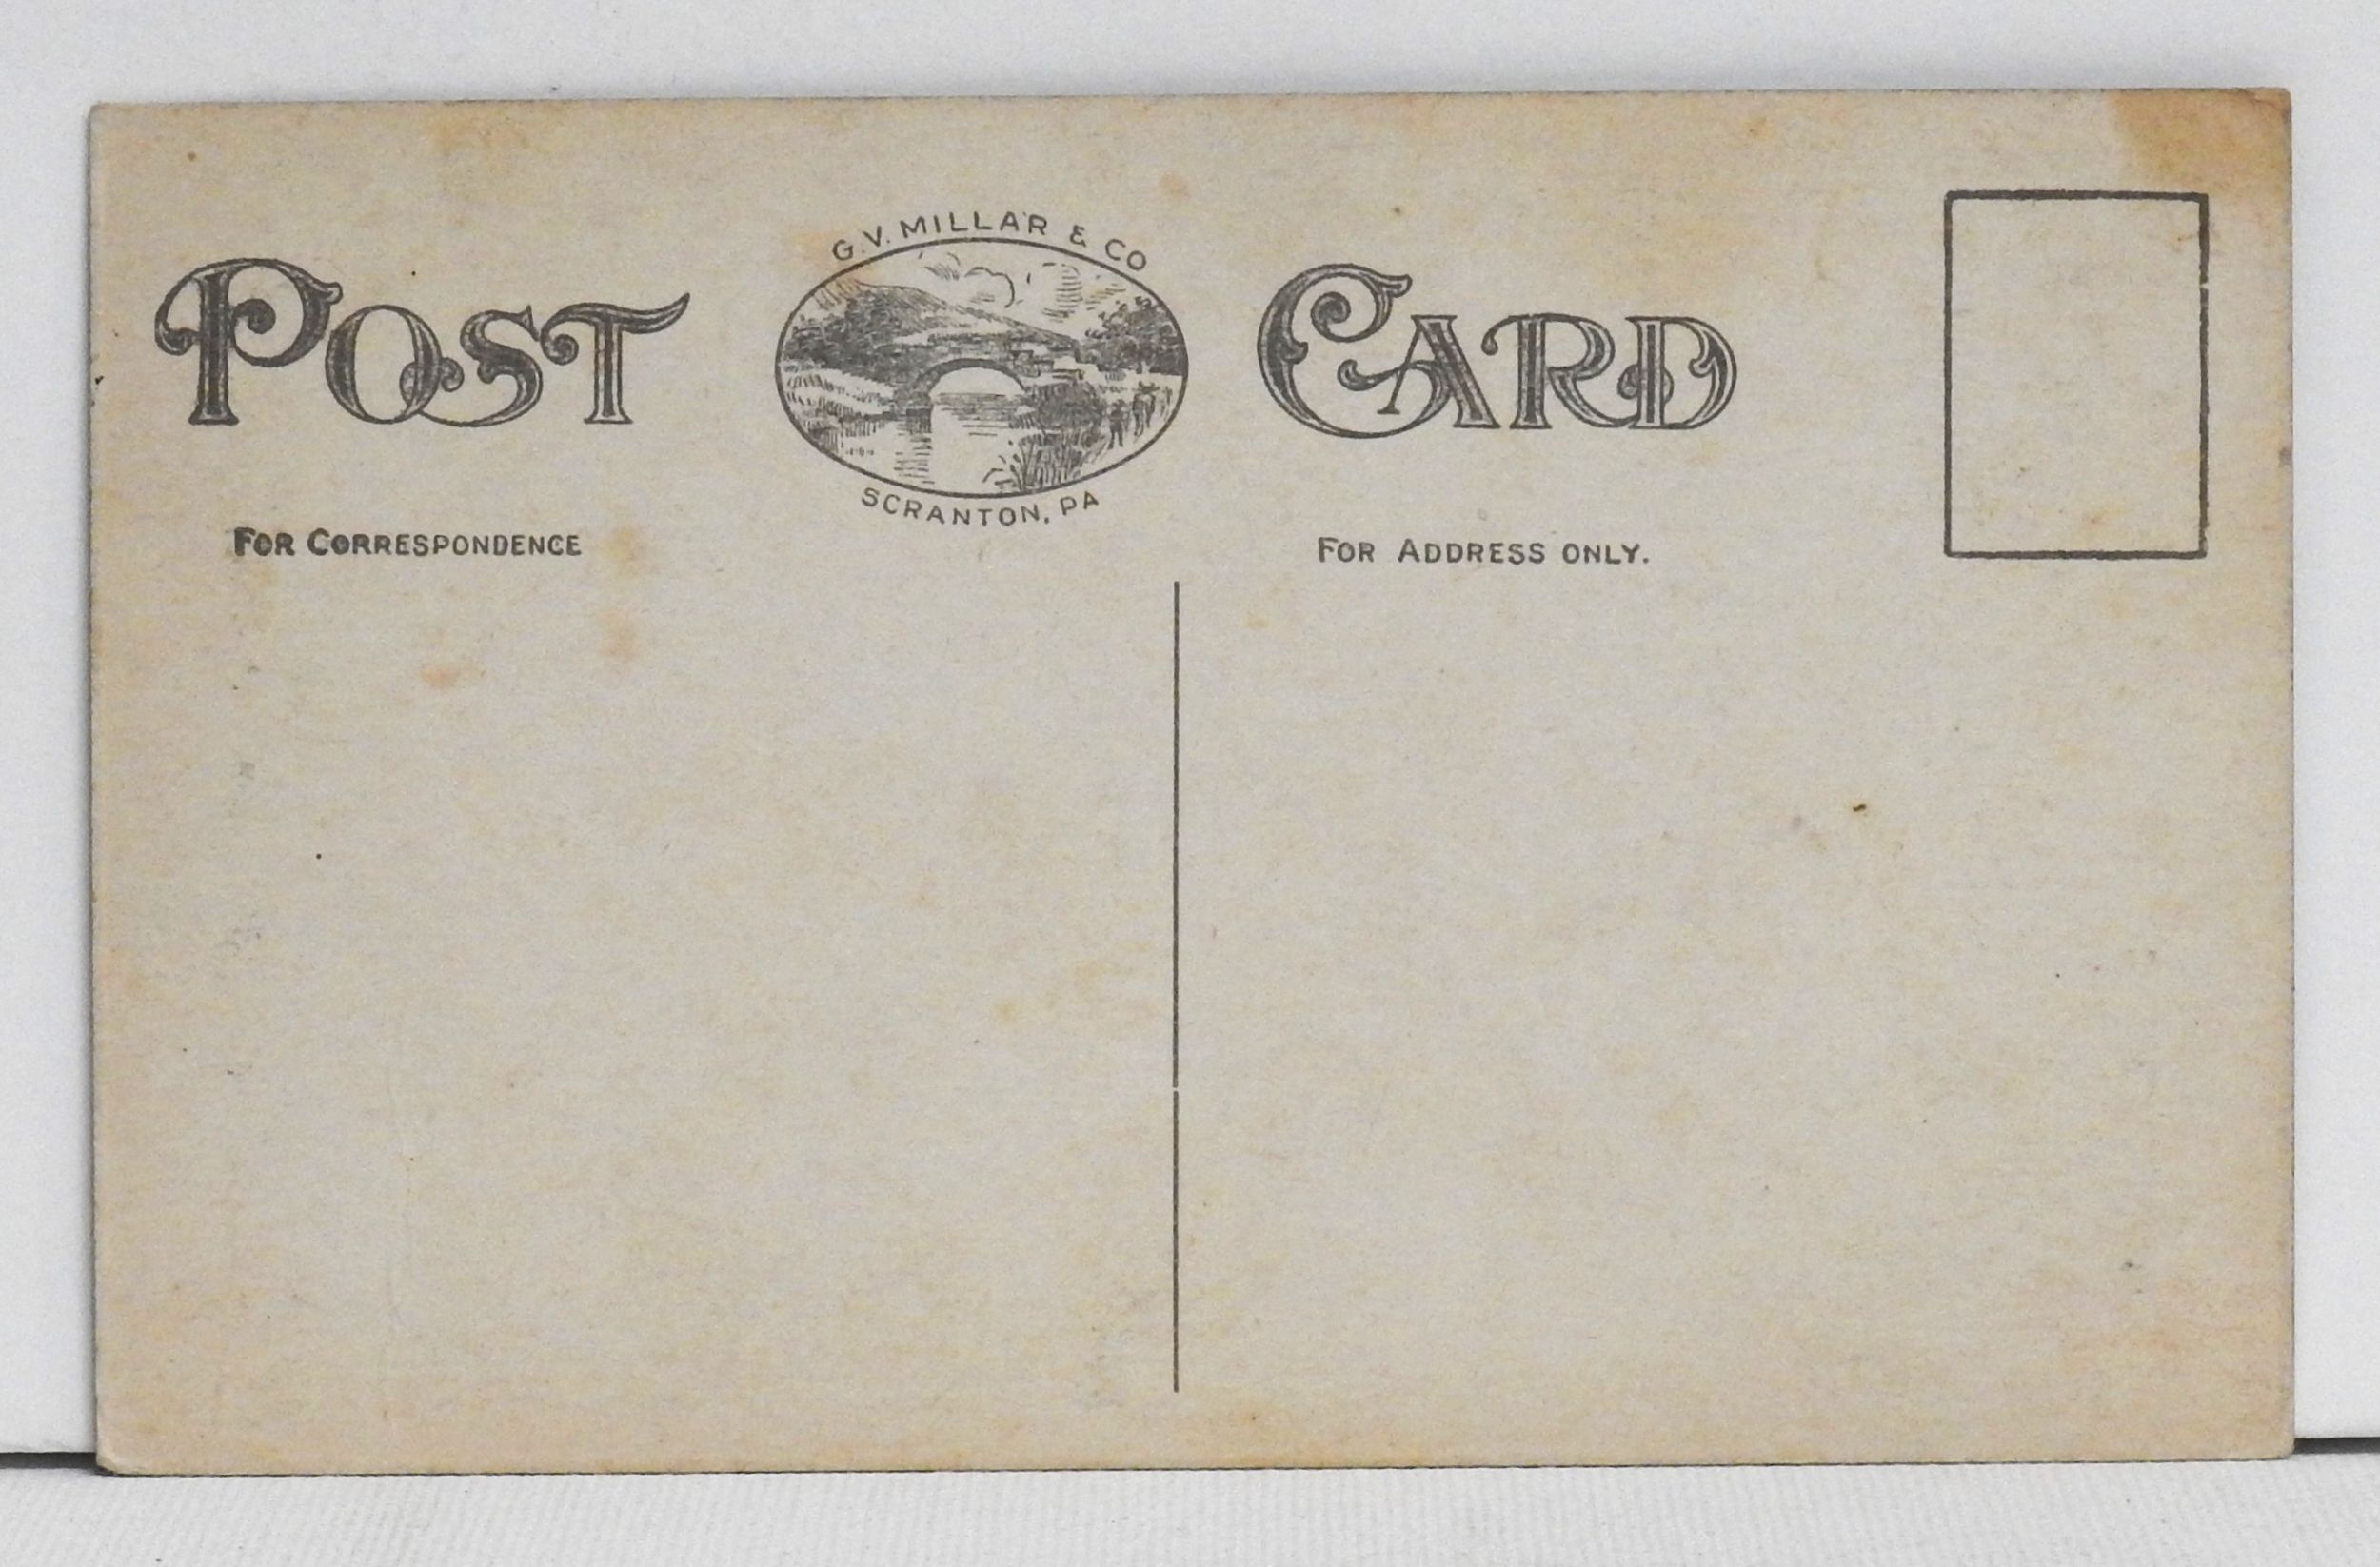 G.V. MILLAR & CO
POST CARD
SCRANTON, PA
FOR CORRESPONDENCE
FOR ADDRESS ONLY.